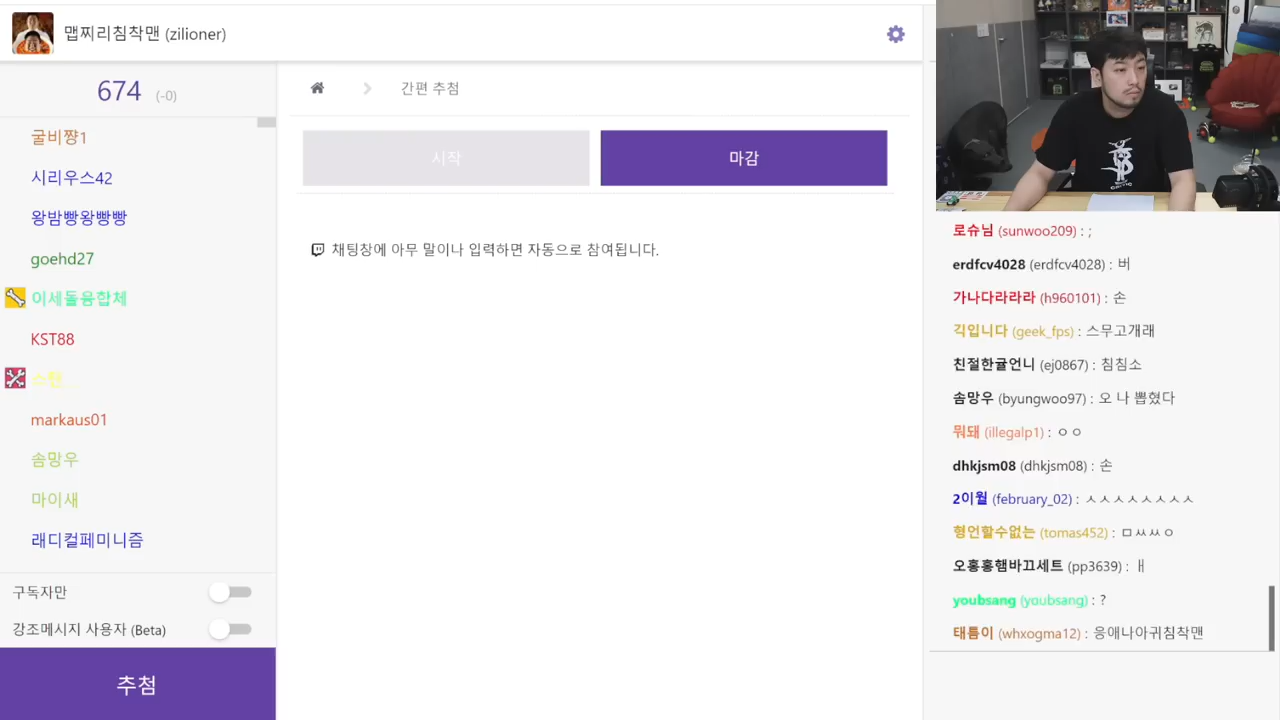 맵찌리침착맨 (zilioner)
674 (-0)
굴비쨩1
시리우스42
왕밤빵왕빵빵
goehd27
이세돌융합체
KST88
스텐.
markaus01
솜망우
마이새
래디컬페미니즘
구독자만
강조메시지 사용자 (Beta)
추첨
간편 추첨
시작
마감
채팅창에 아무 말이나 입력하면 자동으로 참여됩니다.
로슈님 (sunwoo209) : ;
erdfcv4028 (erdfcv4028) : 버
가나다라라라 (h960101) : 손
긱입니다 (geek_fps) : 스무고개래
친절한귤언니 (ej0867) : 침침소
솜망우 (byungwoo97) : 오 나 뽑혔다
뭐돼 (illegalp1) : ㅇㅇ
dhkjsm08 (dhkjsm08) : 손
2이월 (february_02) : ㅅㅅㅅㅅㅅㅅㅅㅅ
형언할수없는 (tomas452) : ㅁㅆㅆㅇ
오홍홍햄바끄세트 (pp3639) : ㅐ
youbsang (youbsang) : ?
태틈이 (whxogma12) : 응애나아귀침착맨